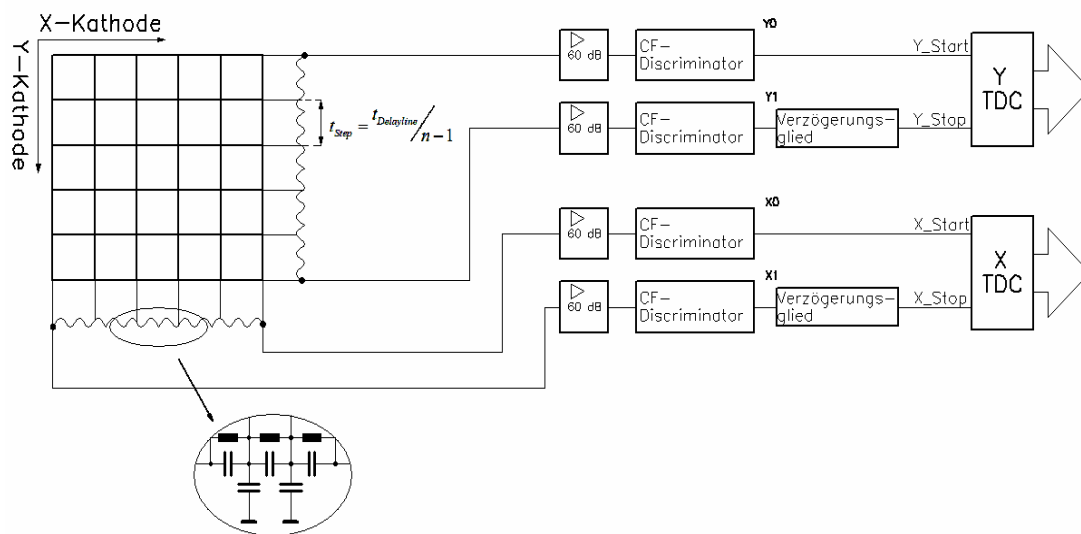 X-Kathode
Y-Kathode
t_Step = t_Delayline / n-1
60 dB
CF-
Discriminator
Y0
Y_Start
60 dB
CF-
Discriminator
Y1
Verzögerungs-
glied
Y_Stop
Y
TDC
60 dB
CF-
Discriminator
X0
X_Start
60 dB
CF-
Discriminator
X1
Verzögerungs-
glied
X_Stop
X
TDC